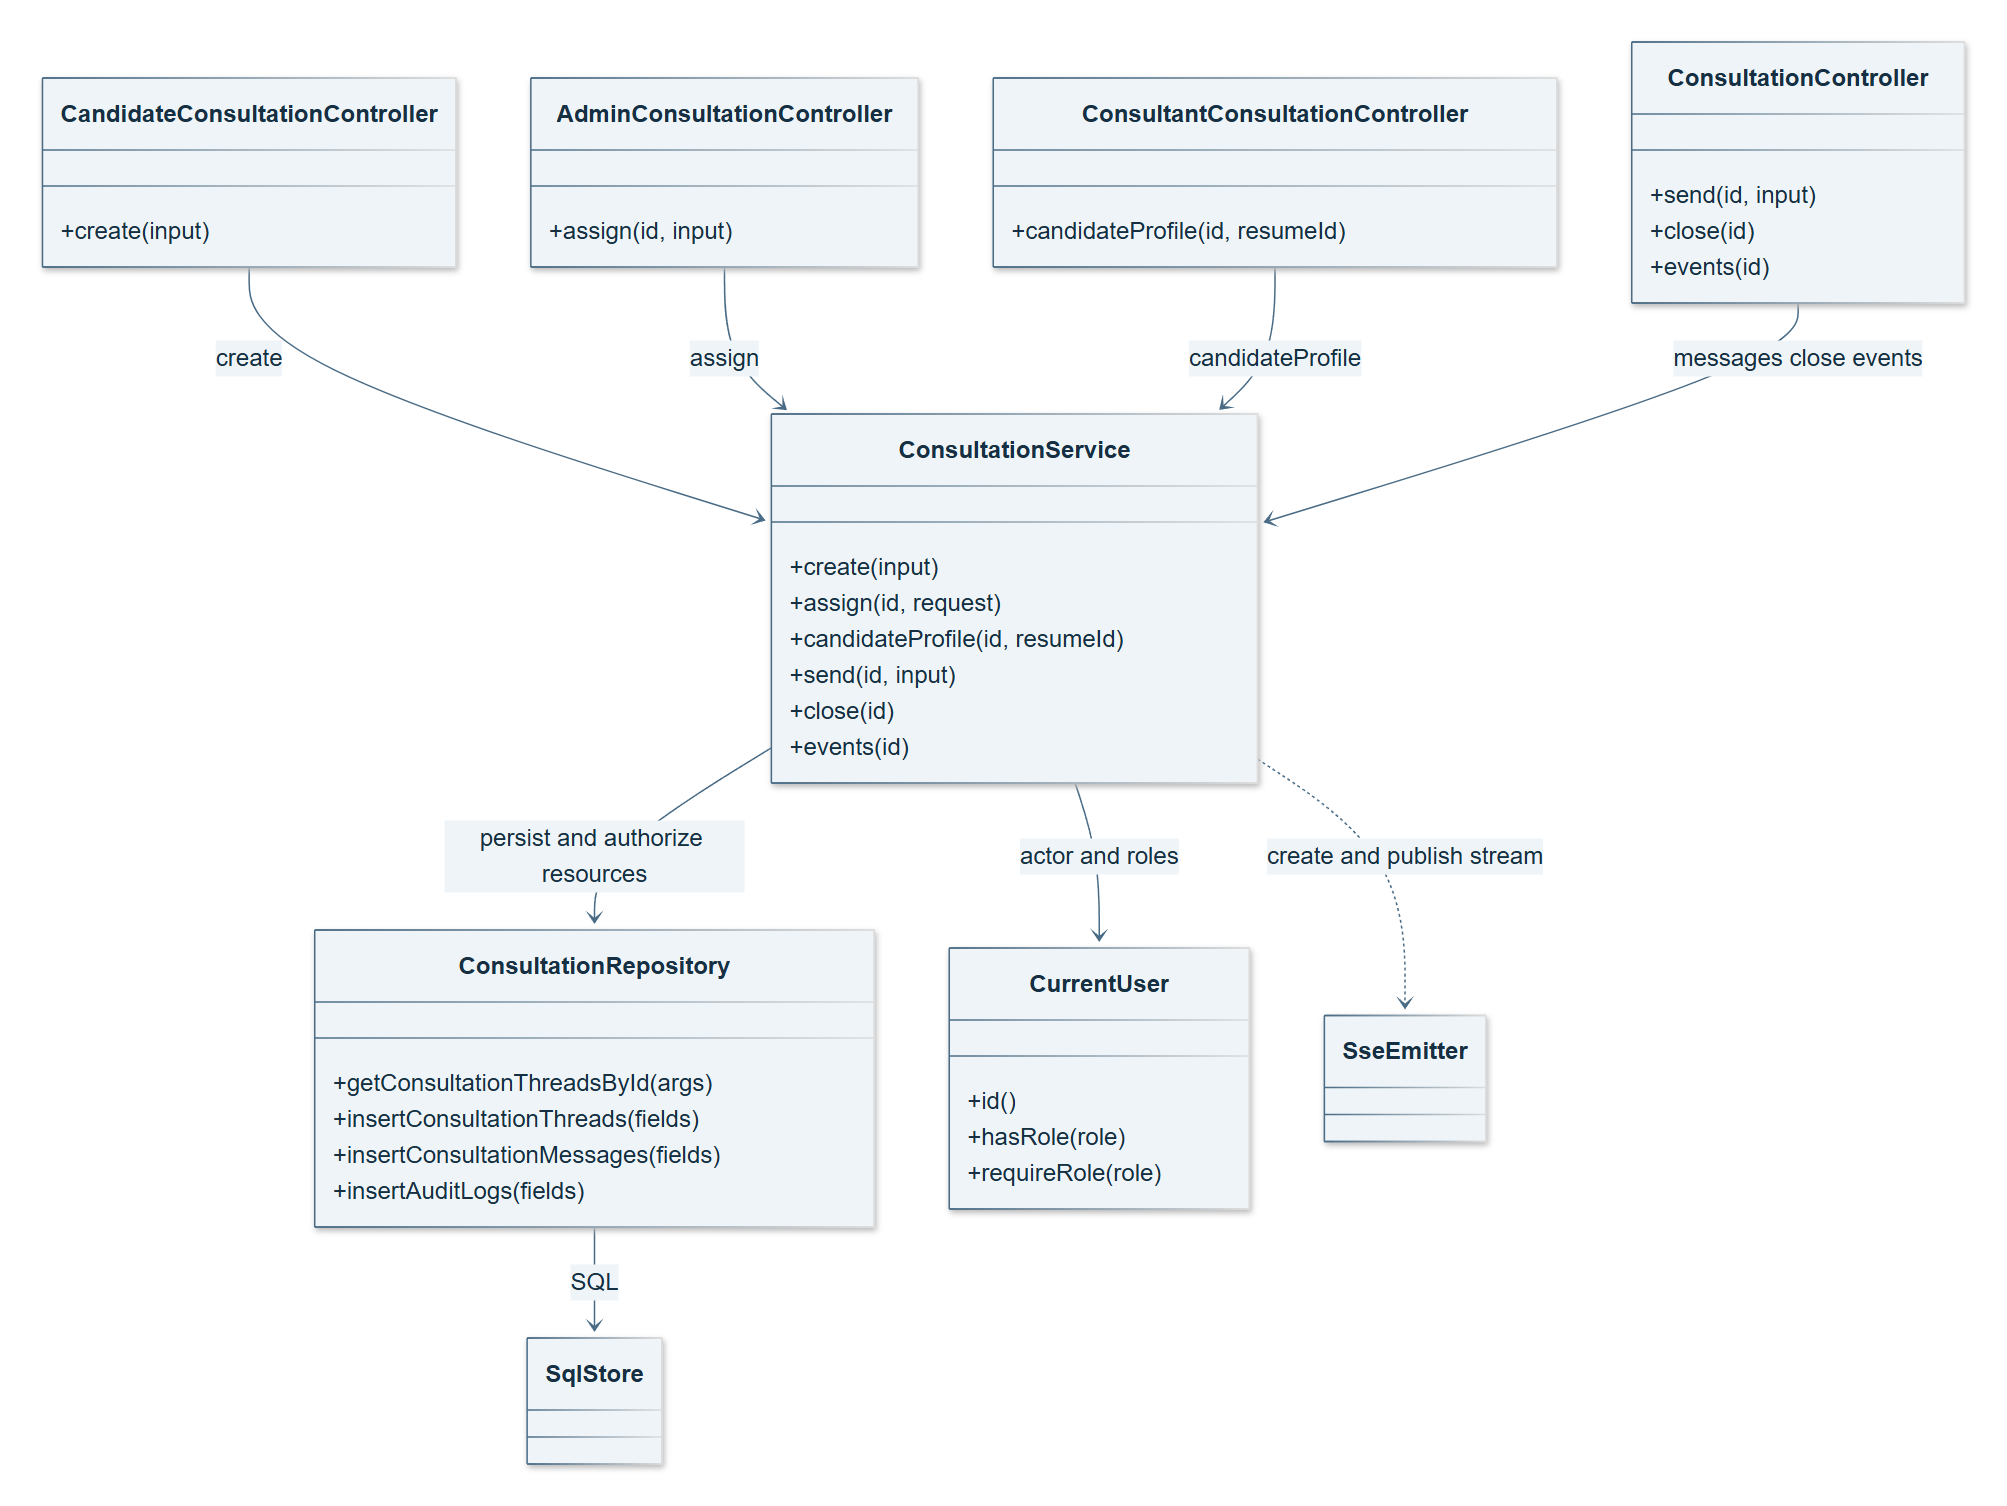 CandidateConsultationController
+create(input)
AdminConsultationController
+assign(id, input)
ConsultantConsultationController
+candidateProfile(id, resumeId)
ConsultationController
+send(id, input)
+close(id)
+events(id)
create
assign
candidateProfile
messages close events
ConsultationService
+create(input)
+assign(id, request)
+candidateProfile(id, resumeId)
+send(id, input)
+close(id)
+events(id)
persist and authorize
resources
actor and roles
create and publish stream
ConsultationRepository
+getConsultationThreadsById(args)
+insertConsultationThreads(fields)
+insertConsultationMessages(fields)
+insertAuditLogs(fields)
CurrentUser
+id()
+hasRole(role)
+requireRole(role)
SseEmitter
SQL
SqlStore